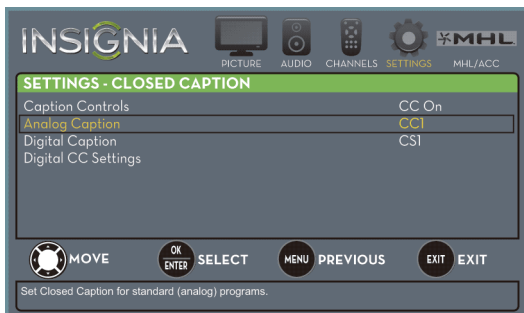 INSIGNIA
MHL
PICTURE AUDIO CHANNELS SETTINGS MHL/ACC
SETTINGS - CLOSED CAPTION
Caption Controls CC On
Analog Caption CC1
Digital Caption CS1
Digital CC Settings
MOVE OK ENTER SELECT MENU PREVIOUS EXIT EXIT
Set Closed Caption for standard (analog) programs.